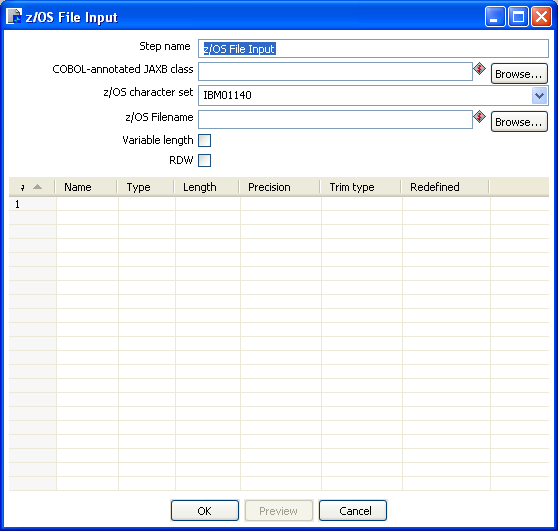 z/OS File Input
Step name z/OS File Input
COBOL-annotated JAXB class Browse...
z/OS character set IBM01140
z/OS Filename Browse...
Variable length
RDW
# Name Type Length Precision Trim type Redefined
1
OK Preview Cancel